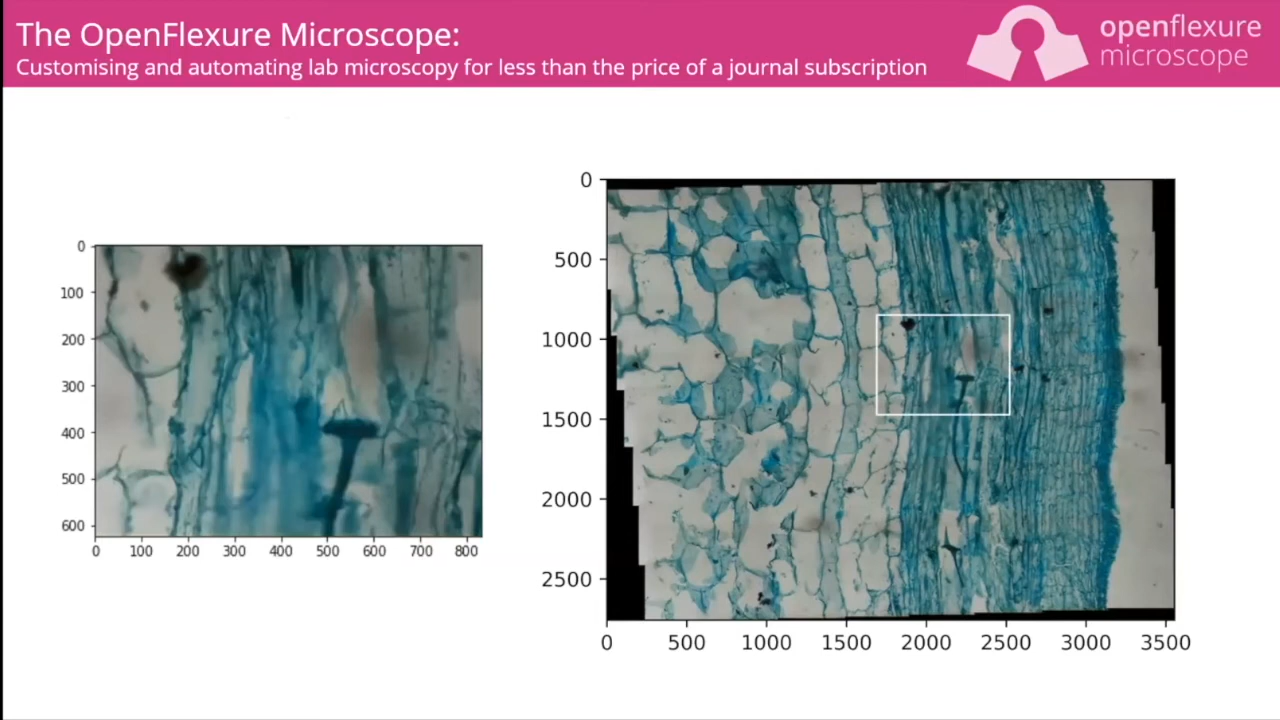 The OpenFlexure Microscope:
Customising and automating lab microscopy for less than the price of a journal subscription
openflexure
microscope
0
100
200
300
400
500
600
0 100 200 300 400 500 600 700 800
0
500
1000
1500
2000
2500
0 500 1000 1500 2000 2500 3000 3500